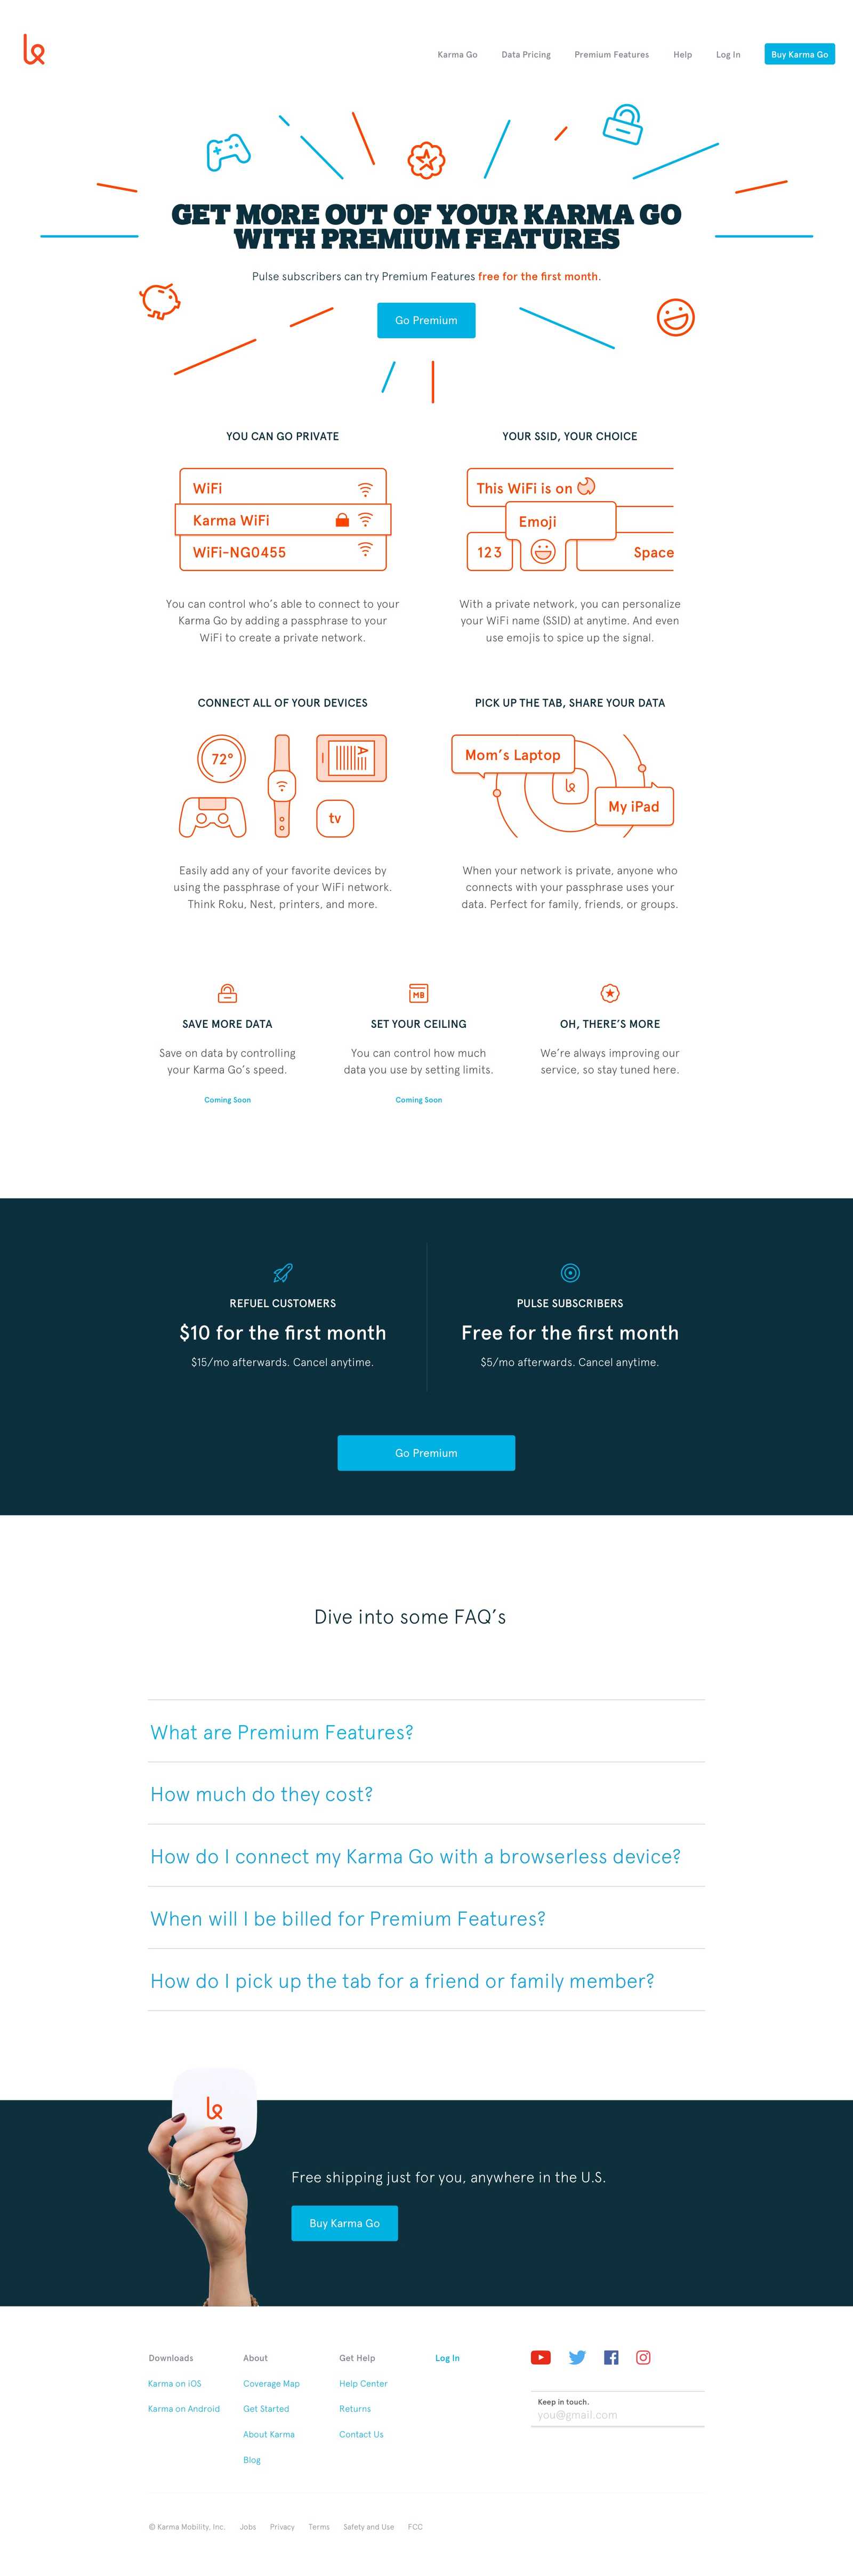 Karma Go
Data Pricing
Premium Features
Help
Log In
Buy Karma Go
GET MORE OUT OF YOUR KARMA GO
WITH PREMIUM FEATURES
Pulse subscribers can try Premium Features free for the first month.
Go Premium
YOU CAN GO PRIVATE
WiFi
Karma WiFi
WiFi-NG0455
You can control who's able to connect to your
Karma Go by adding a passphrase to your
WiFi to create a private network.
YOUR SSID, YOUR CHOICE
This WiFi is on
Emoji
123
Space
With a private network, you can personalize
your WiFi name (SSID) at anytime. And even
use emojis to spice up the signal.
CONNECT ALL OF YOUR DEVICES
72°
A
tv
Easily add any of your favorite devices by
using the passphrase of your WiFi network.
Think Roku, Nest, printers, and more.
PICK UP THE TAB, SHARE YOUR DATA
Mom’s Laptop
My iPad
When your network is private, anyone who
connects with your passphrase uses your
data. Perfect for family, friends, or groups.
SAVE MORE DATA
Save on data by controlling
your Karma Go's speed.
Coming Soon
MB
SET YOUR CEILING
You can control how much
data you use by setting limits.
Coming Soon
OH, THERE’S MORE
We’re always improving our
service, so stay tuned here.
REFUEL CUSTOMERS
$10 for the first month
$15/mo afterwards. Cancel anytime.
PULSE SUBSCRIBERS
Free for the first month
$5/mo afterwards. Cancel anytime.
Go Premium
Dive into some FAQ’s
What are Premium Features?
How much do they cost?
How do I connect my Karma Go with a browserless device?
When will I be billed for Premium Features?
How do I pick up the tab for a friend or family member?
Free shipping just for you, anywhere in the U.S.
Buy Karma Go
Downloads
Karma on iOS
Karma on Android
About
Coverage Map
Get Started
About Karma
Blog
Get Help
Help Center
Returns
Contact Us
Log In
Keep in touch.
you@gmail.com
© Karma Mobility, Inc.
Jobs
Privacy
Terms
Safety and Use
FCC